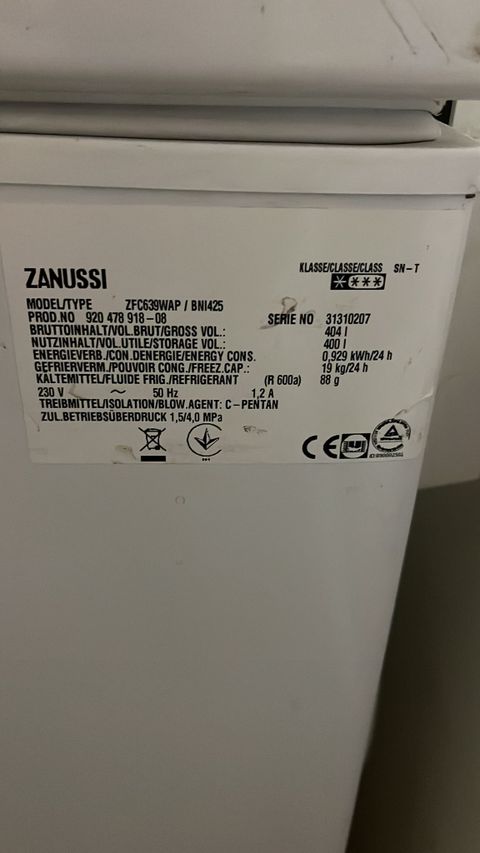 ZANUSSI
KLASSE/CLASSE/CLASS SN-T
MODEL/TYPE ZFC639WAP / BNI425
PROD.NO 920 478 918-08 SERIE NO 31310207
BRUTTOINHALT/VOL.BRUT/GROSS VOL.: 404 l
NUTZINHALT/VOL.UTILE/STORAGE VOL.: 400 l
ENERGIEVERB./CON.DENERGIE/ENERGY CONS. 0,929 kWh/24 h
GEFRIERVERM./POUVOIR CONG./FREEZ.CAP.: 19 kg/24 h
KÄLTEMITTEL/FLUIDE FRIG./REFRIGERANT (R 600a) 88 g
230 V ~ 50 Hz 1,2 A
TREIBMITTEL/ISOLATION/BLOW.AGENT: C-PENTAN
ZUL.BETRIEBSÜBERDRUCK 1,5/4,0 MPa
CE